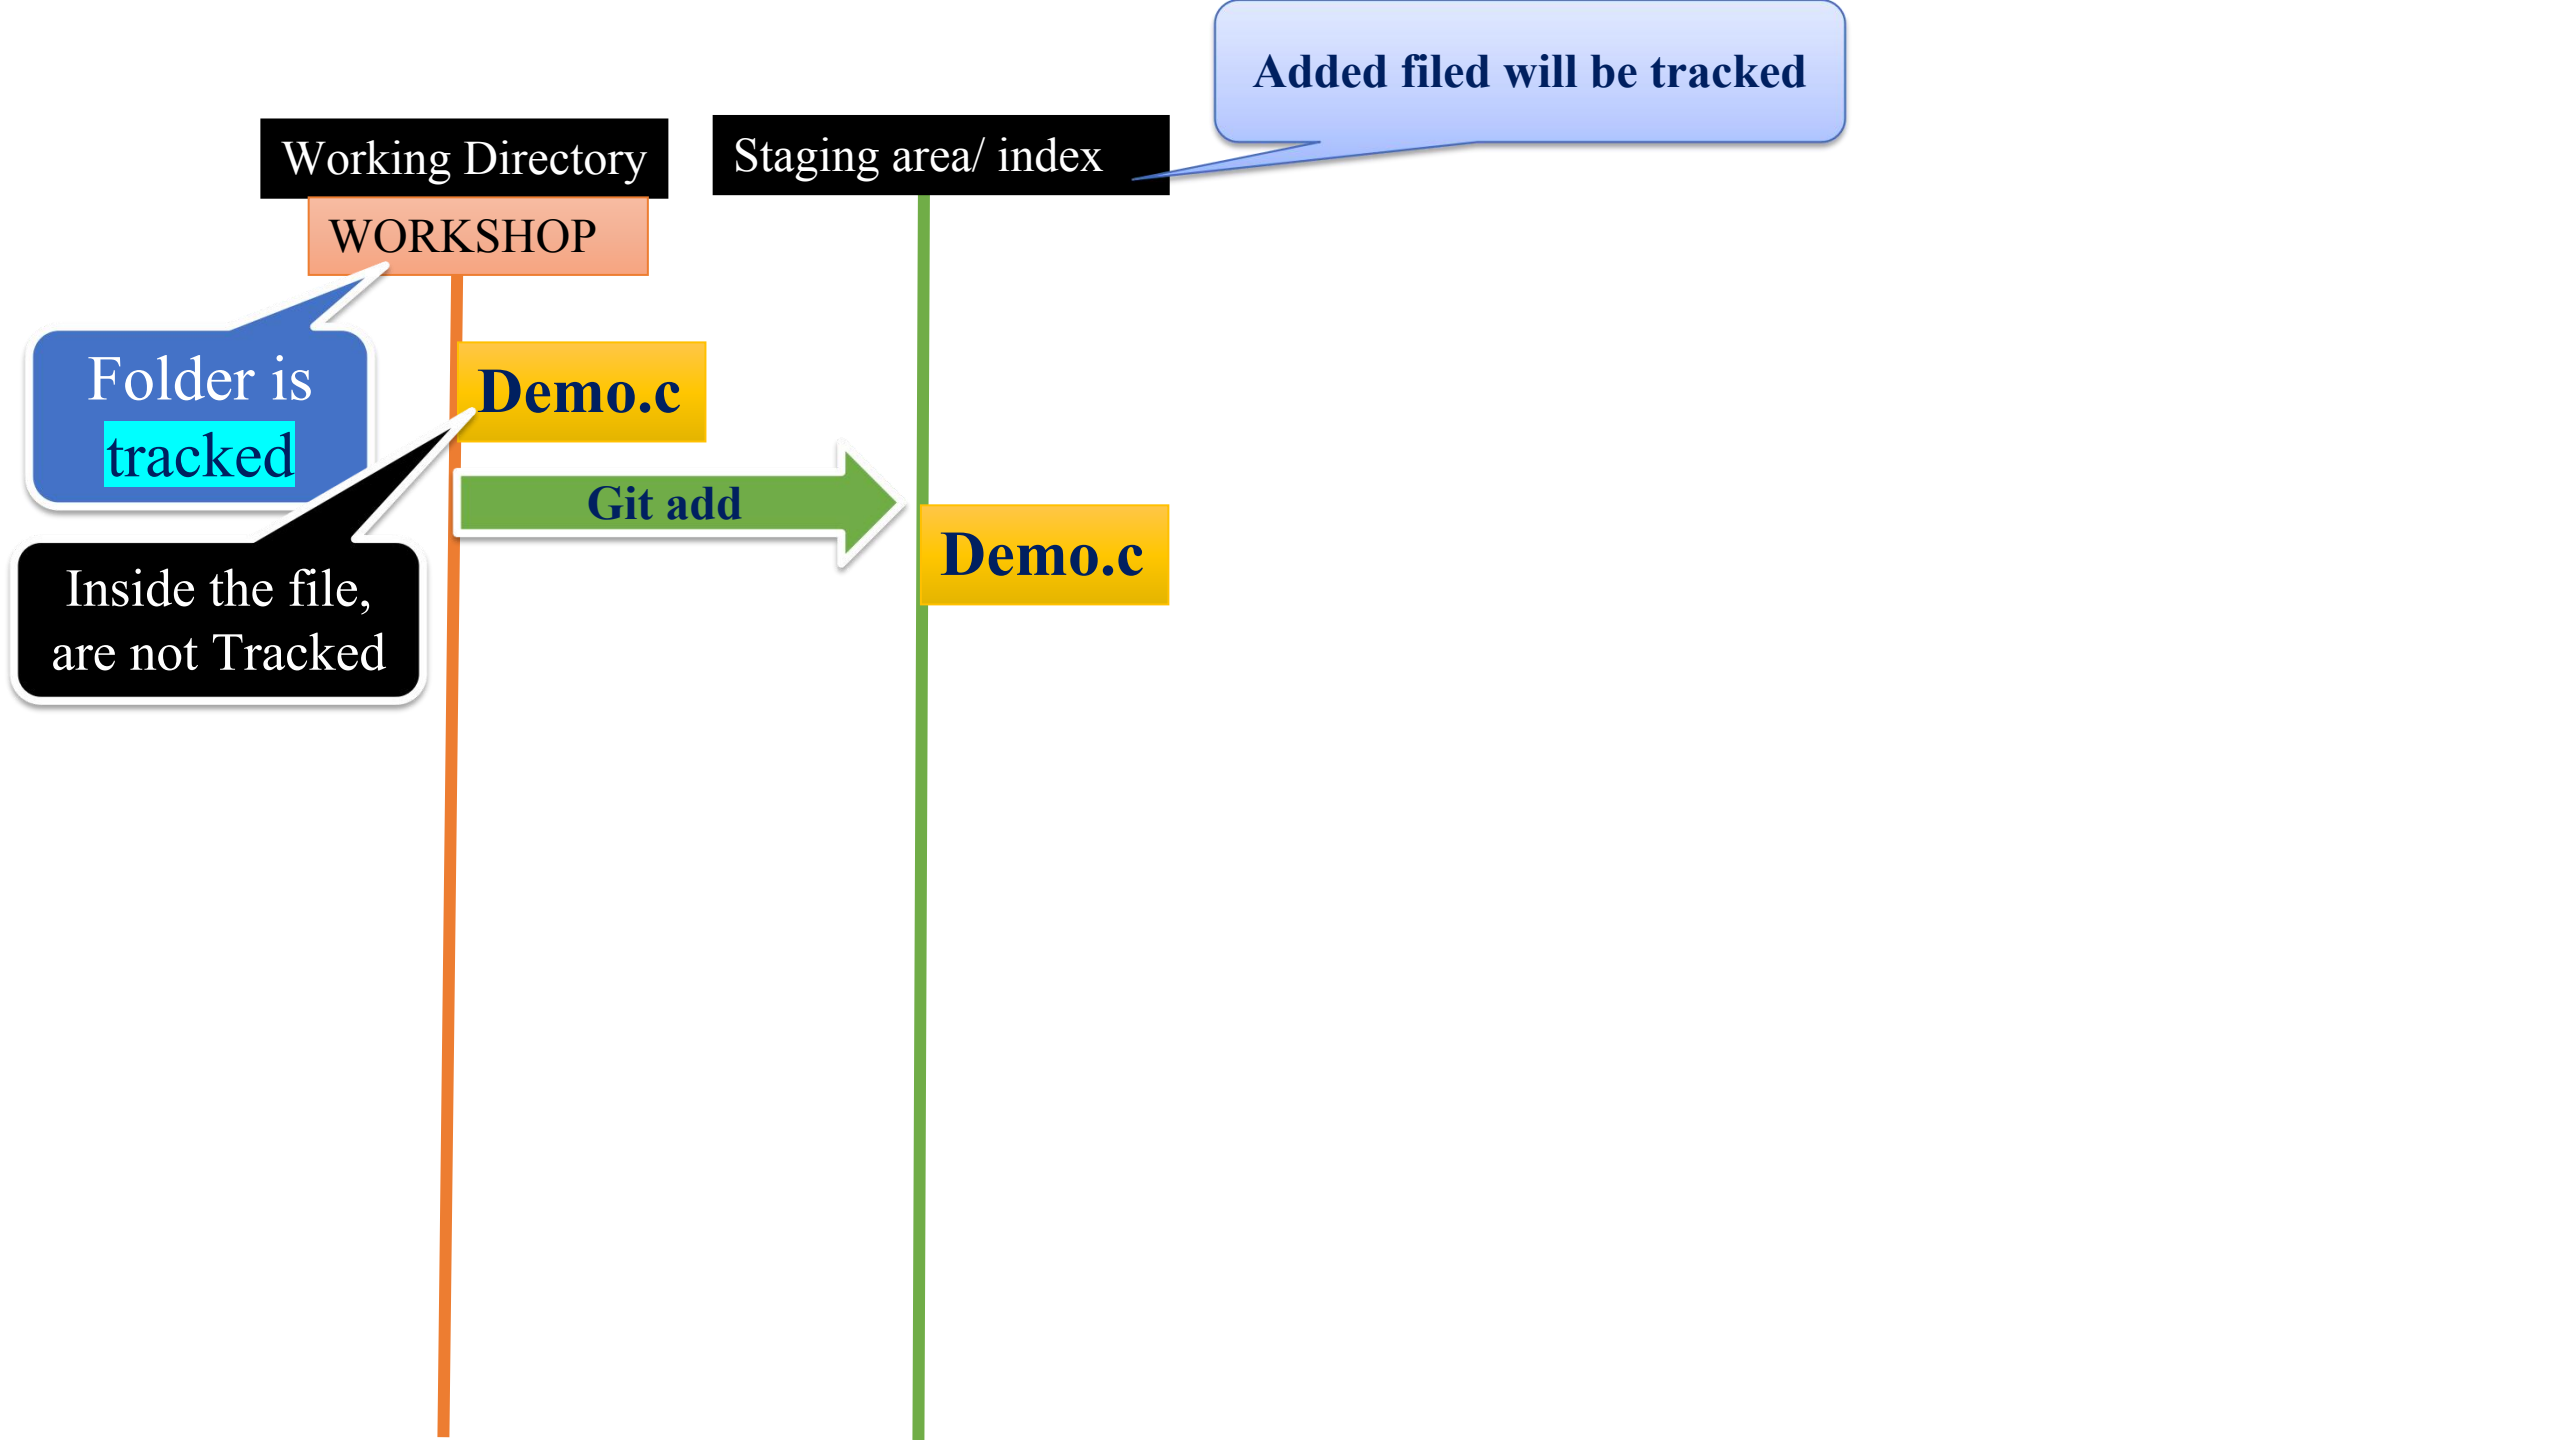 Added filed will be tracked
Working Directory
Staging area/ index
WORKSHOP
Folder is
tracked
Demo.c
Git add
Demo.c
Inside the file,
are not Tracked